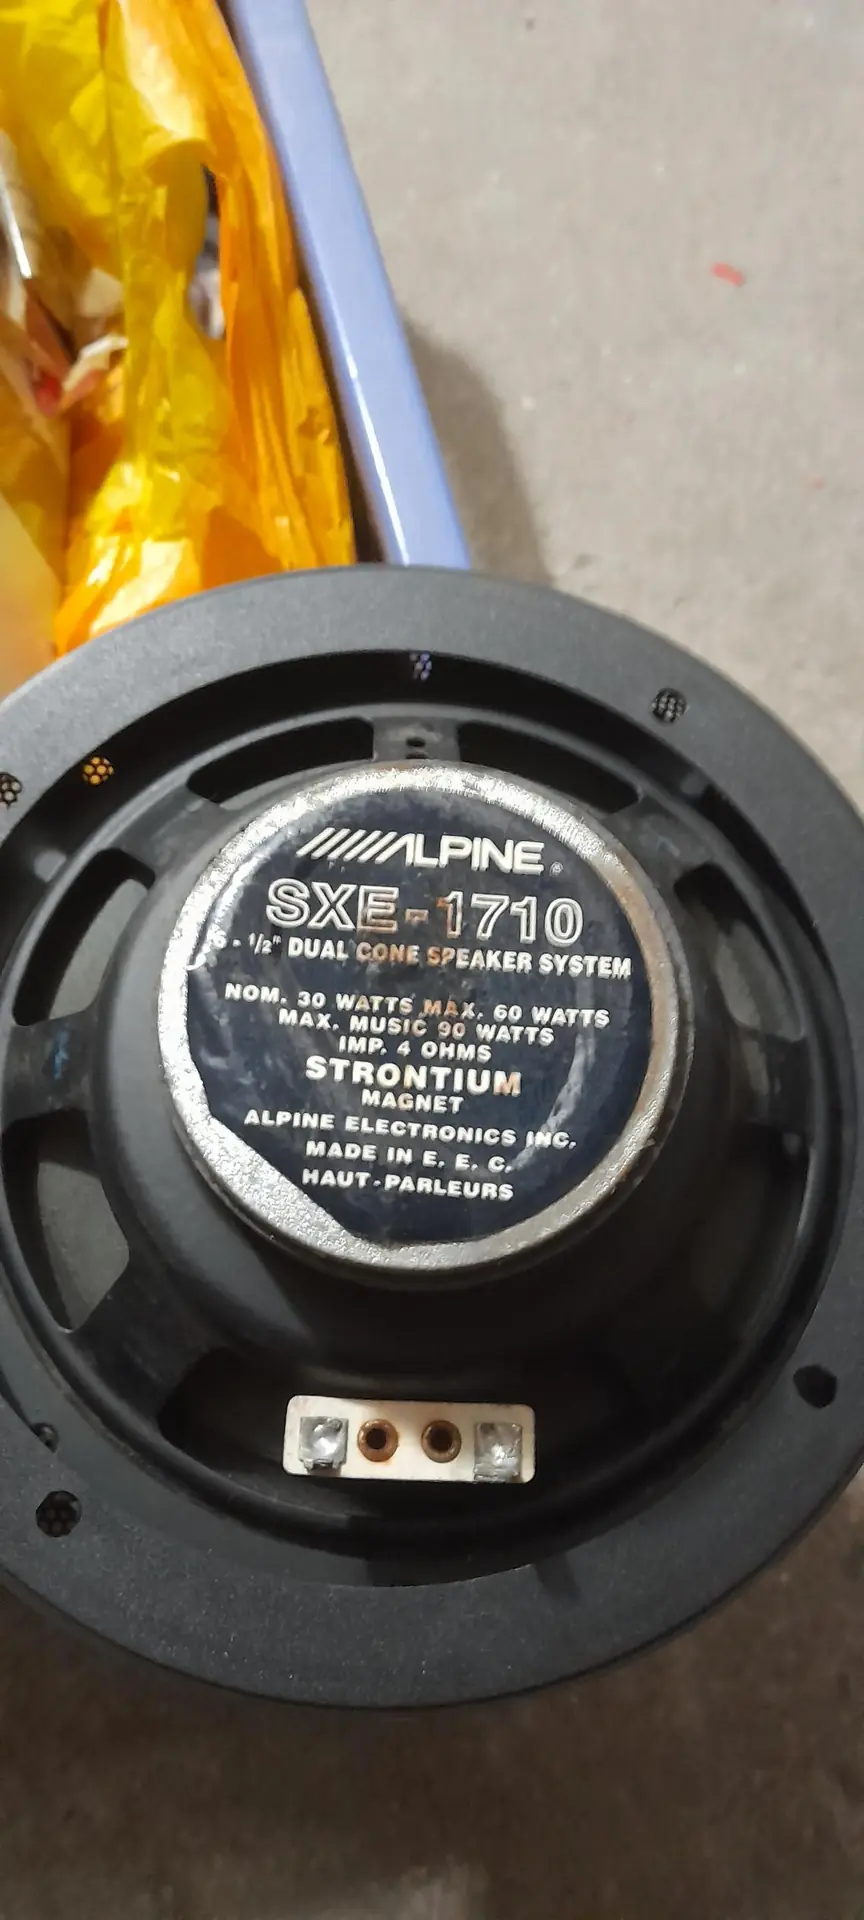 ALPINE®
SXE-1710
6-1/2" DUAL CONE SPEAKER SYSTEM
NOM. 30 WATTS MAX. 60 WATTS
MAX. MUSIC 90 WATTS
IMP. 4 OHMS
STRONTIUM
MAGNET
ALPINE ELECTRONICS INC.
MADE IN E. E. C.
HAUT-PARLEURS